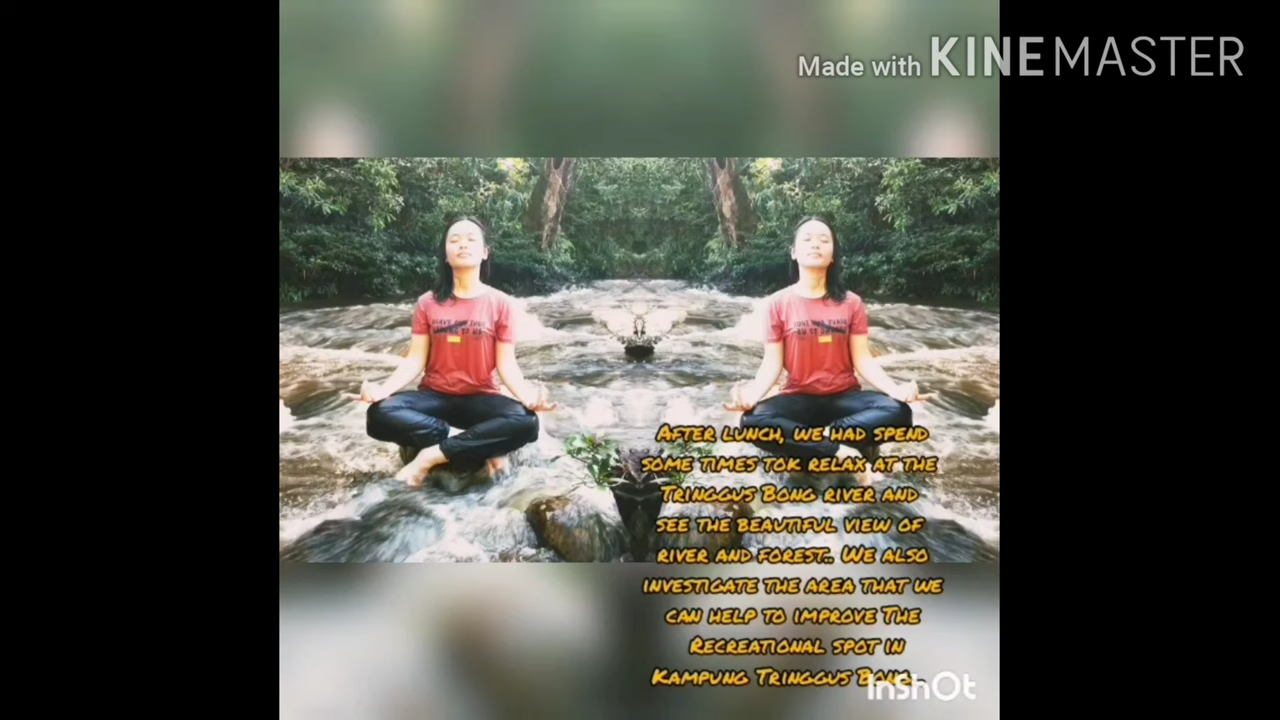 Made with KINEMASTER
AFTER LUNCH, WE HAD SPEND
SOME TIMES TOK RELAX AT THE
TRINGGUS BONG RIVER AND
SEE THE BEAUTIFUL VIEW OF
RIVER AND FOREST.. WE ALSO
INVESTIGATE THE AREA THAT WE
CAN HELP TO IMPROVE THE
RECREATIONAL SPOT IN
KAMPUNG TRINGGUS BONG
InShOt